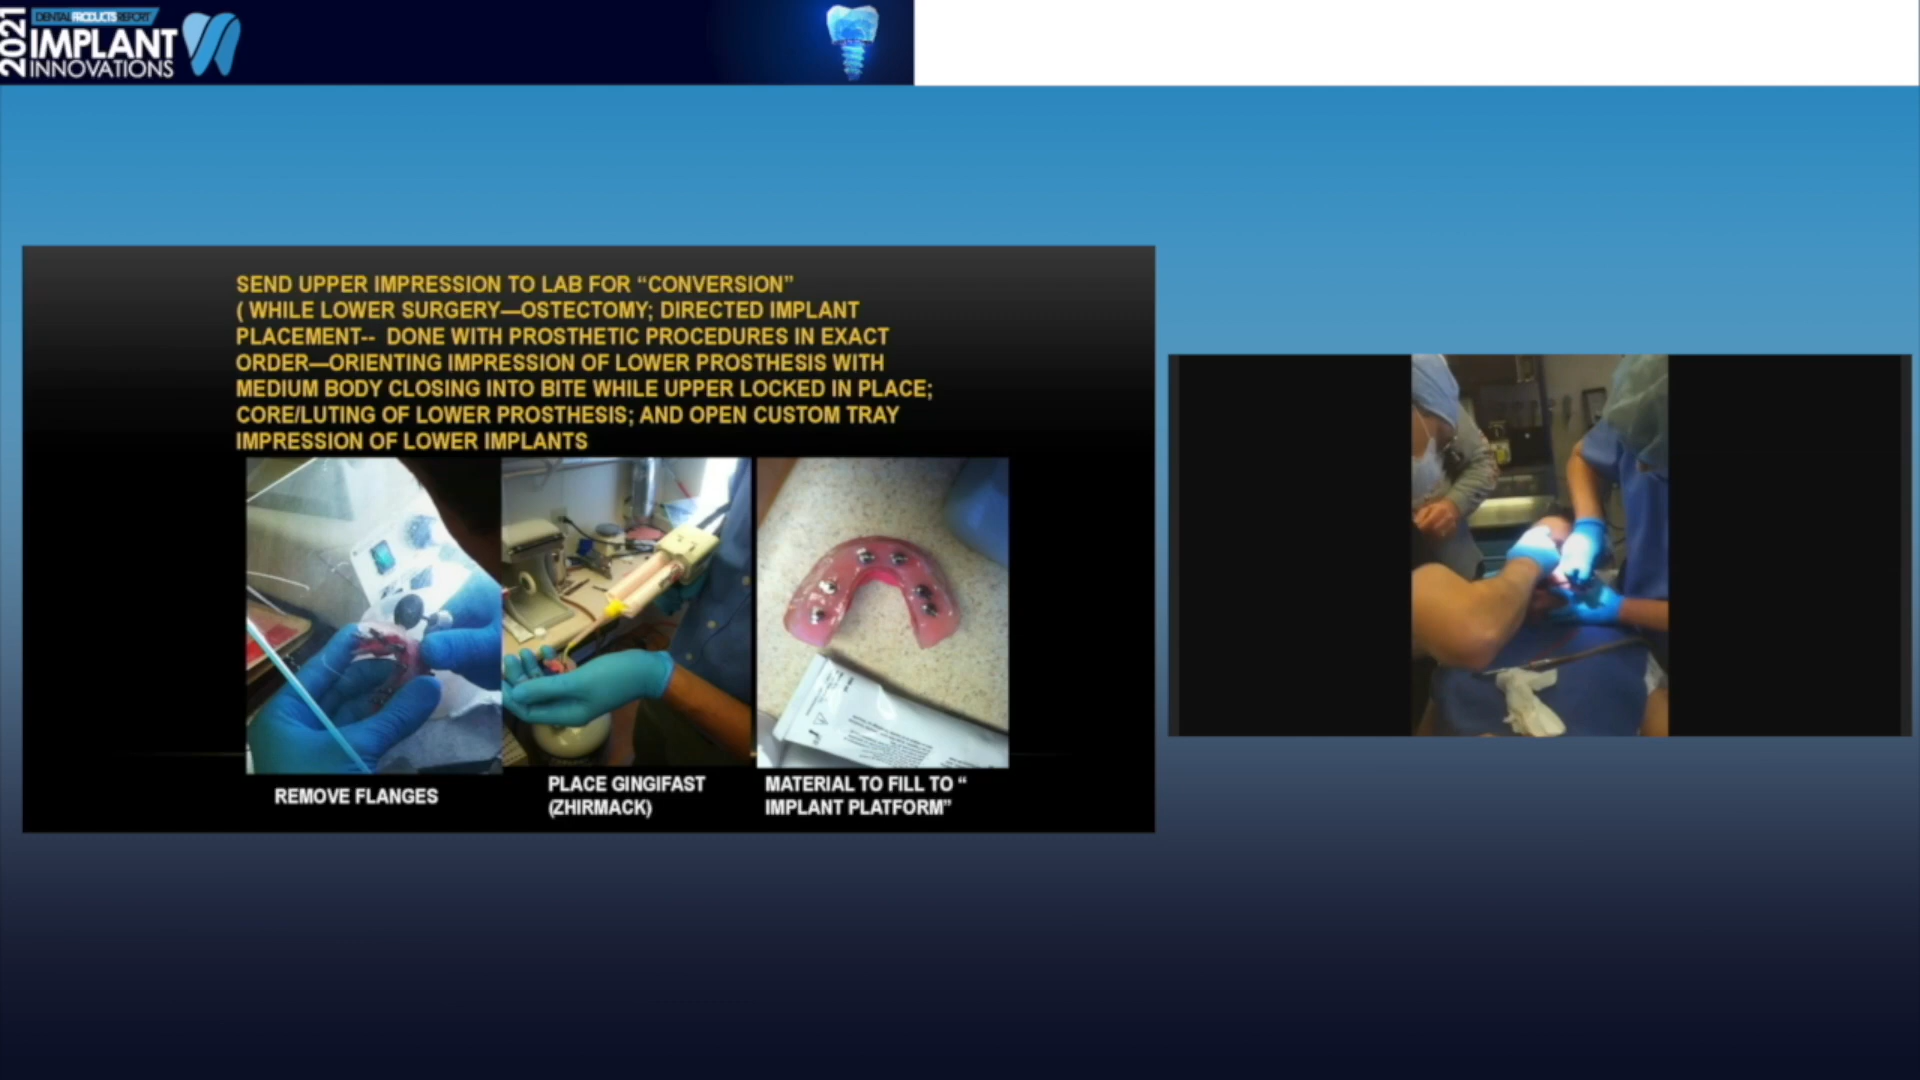 2021
DENTAL PRODUCTS REPORT
IMPLANT
INNOVATIONS
SEND UPPER IMPRESSION TO LAB FOR “CONVERSION”
( WHILE LOWER SURGERY—OSTECTOMY; DIRECTED IMPLANT
PLACEMENT-- DONE WITH PROSTHETIC PROCEDURES IN EXACT
ORDER—ORIENTING IMPRESSION OF LOWER PROSTHESIS WITH
MEDIUM BODY CLOSING INTO BITE WHILE UPPER LOCKED IN PLACE;
CORE/LUTING OF LOWER PROSTHESIS; AND OPEN CUSTOM TRAY
IMPRESSION OF LOWER IMPLANTS
REMOVE FLANGES
PLACE GINGIFAST
(ZHIRMACK)
MATERIAL TO FILL TO “
IMPLANT PLATFORM”